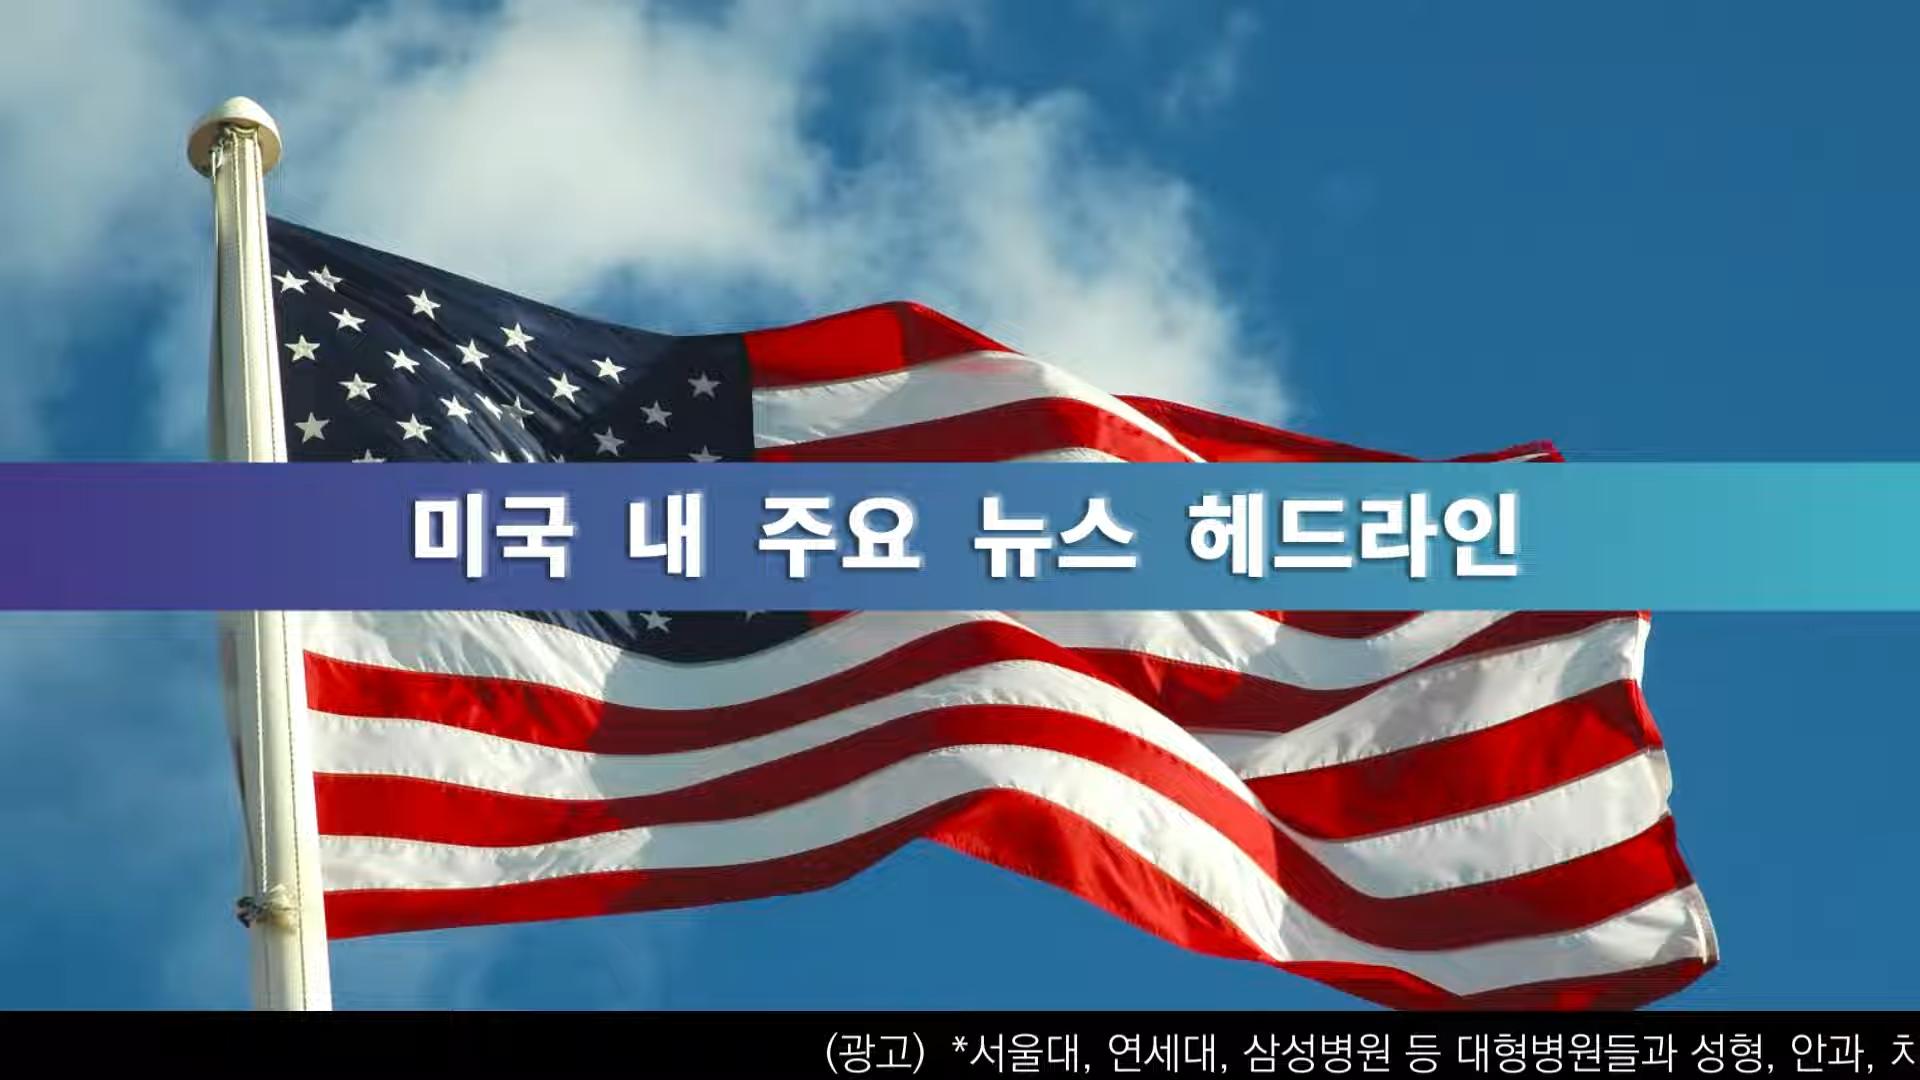 미국 내 주요 뉴스 헤드라인
(광고) *서울대, 연세대, 삼성병원 등 대형병원들과 성형, 안과,